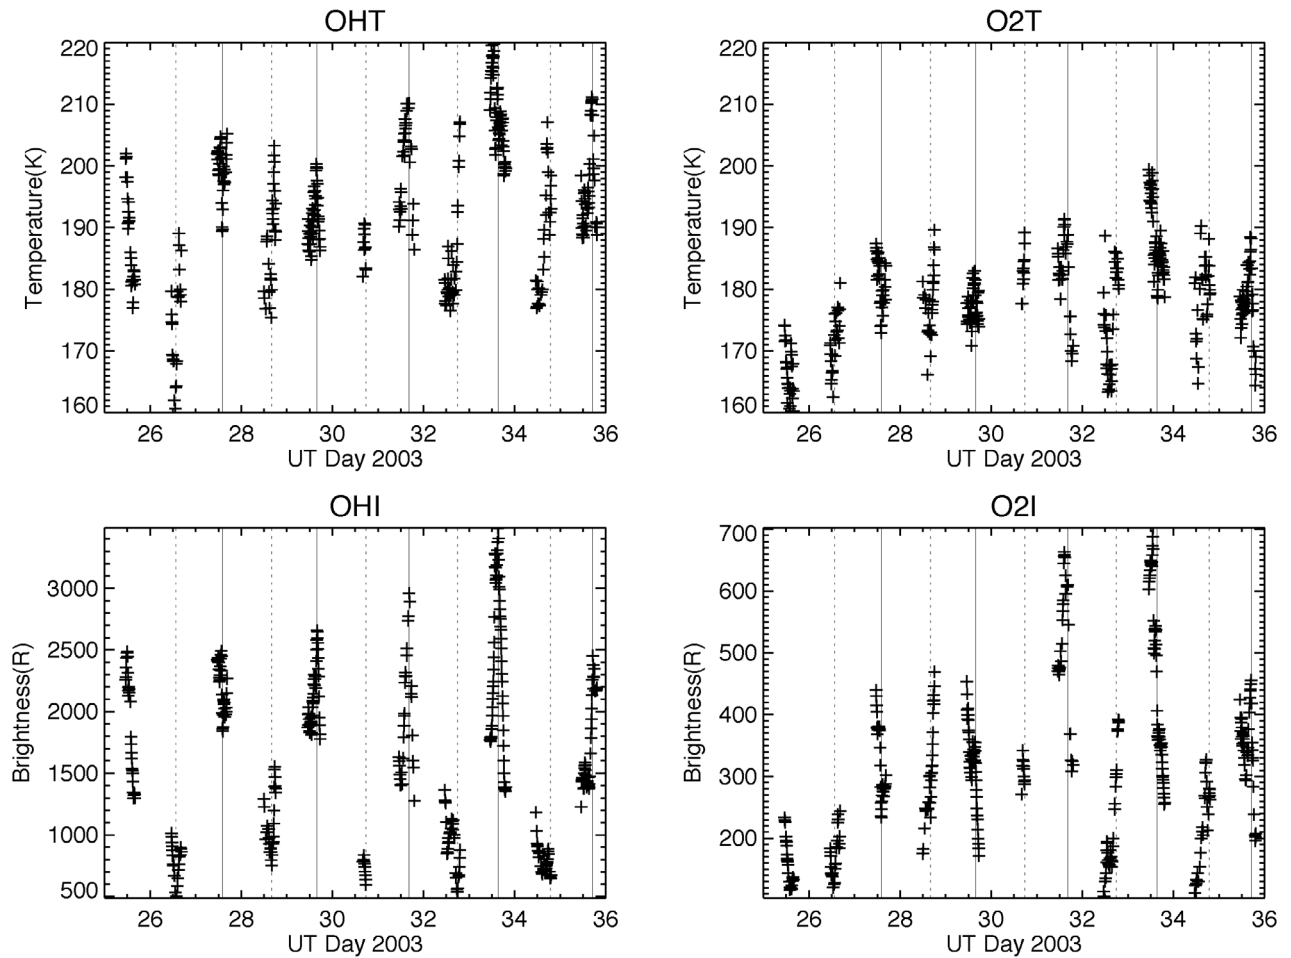 OHT
220
210
200
190
180
170
160
Temperature(K)
26 28 30 32 34 36
UT Day 2003
O2T
220
210
200
190
180
170
160
Temperature(K)
26 28 30 32 34 36
UT Day 2003
OHI
3000
2500
2000
1500
1000
500
Brightness(R)
26 28 30 32 34 36
UT Day 2003
O2I
700
600
500
400
300
200
Brightness(R)
26 28 30 32 34 36
UT Day 2003